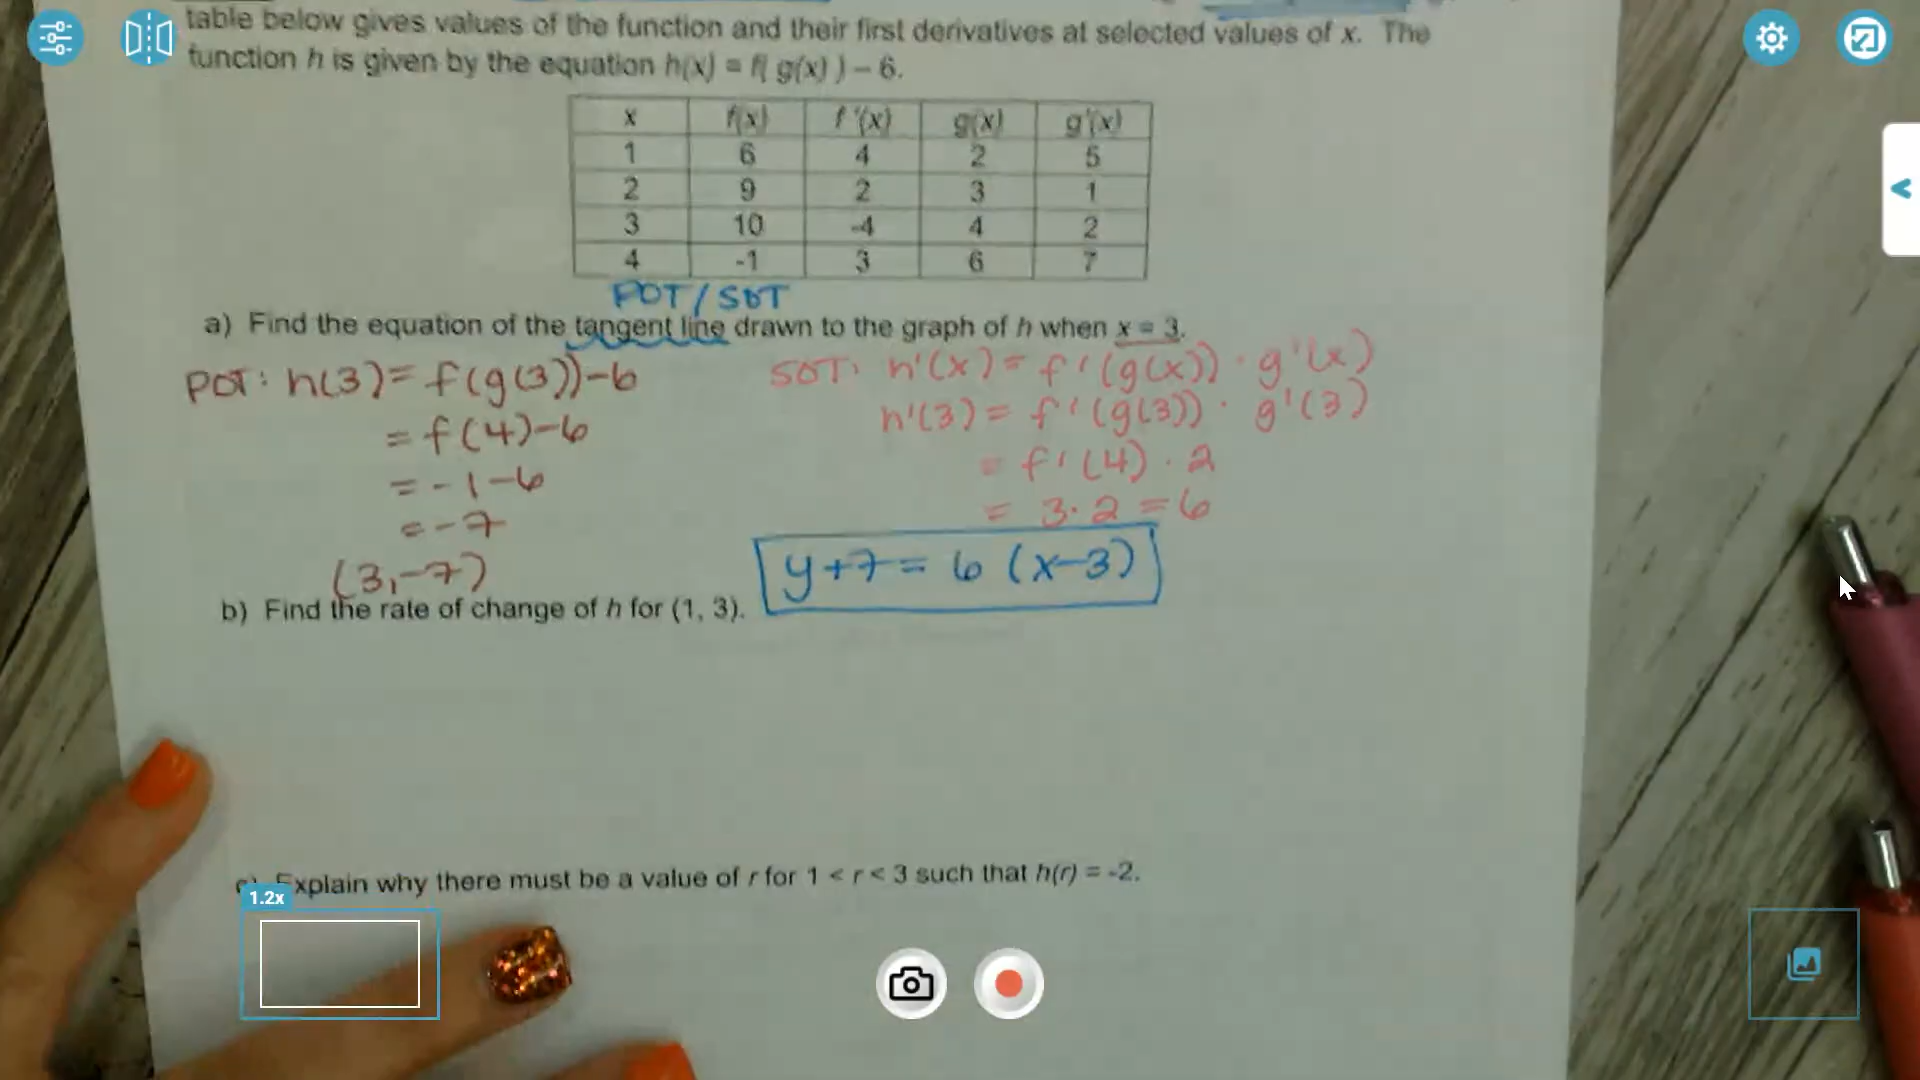 table below gives values of the function and their first derivatives at selected values of x. The
function h is given by the equation h(x) = f( g(x) ) – 6.
x f(x) f '(x) g(x) g'(x)
1 6 4 2 5
2 9 2 3 1
3 10 -4 4 2
4 -1 3 6 7
POT / SOT
a) Find the equation of the tangent line drawn to the graph of h when x = 3.
POT: h(3) = f(g(3))-6
= f(4)-6
= -1-6
= -7
(3,-7)
SOT: h'(x) = f'(g(x)) · g'(x)
h'(3) = f'(g(3)) · g'(3)
= f'(4) · 2
= 3·2 = 6
y+7 = 6 (x-3)
b) Find the rate of change of h for (1, 3).
Explain why there must be a value of r for 1 < r < 3 such that h(r) = -2.
1.2x